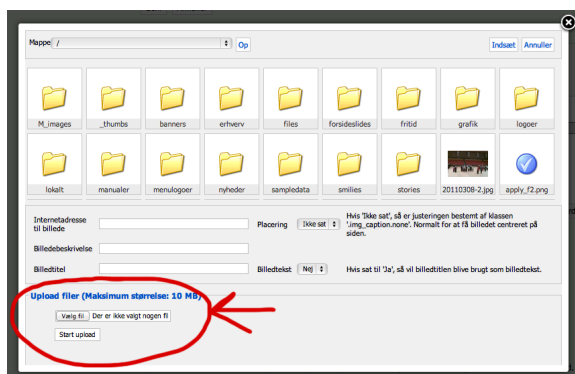 Mappe /
Op
Indsæt Annuller
M_images _thumbs banners erhverv files forsideslides fritid grafik logoer
lokalt manualer menulogoer nyheder sampledata smilies stories 20110308-2.jpg apply_f2.png
Internetadresse
til billede
Placering Ikke sat
Hvis 'Ikke sat', så er justeringen bestemt af klassen
'.img_caption.none'. Normalt for at få billedet centreret på
siden.
Billedebeskrivelse
Billedtitel
Billedtekst Nej
Hvis sat til 'Ja', så vil billedtitlen blive brugt som billedtekst.
Upload filer (Maksimum størrelse: 10 MB)
Vælg fil Der er ikke valgt nogen fil
Start upload